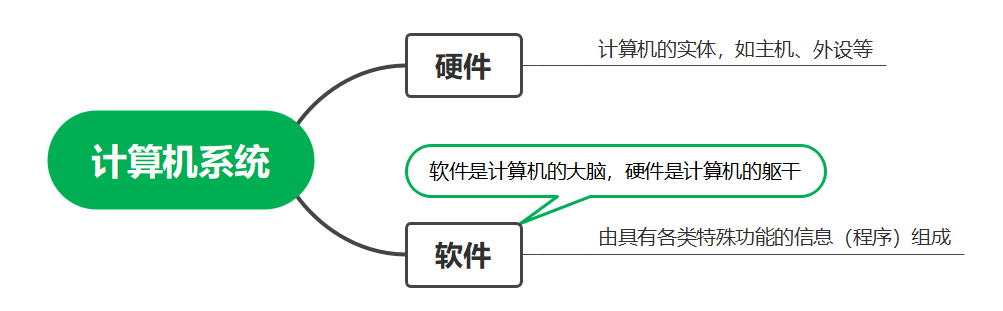 计算机系统
硬件
计算机的实体，如主机、外设等
软件是计算机的大脑，硬件是计算机的躯干
软件
由具有各类特殊功能的信息（程序）组成